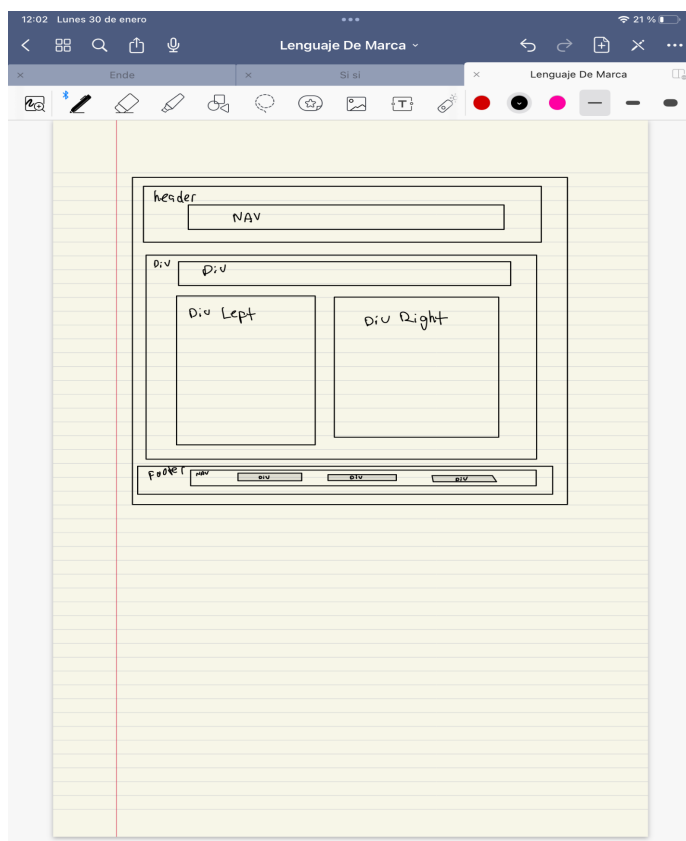 12:02 Lunes 30 de enero
21 %
Lenguaje De Marca
Ende
Si si
Lenguaje De Marca
T
header
NAV
Div
Div
Div Lept
Div Right
Footer
NAV
DIV
DIV
DIV